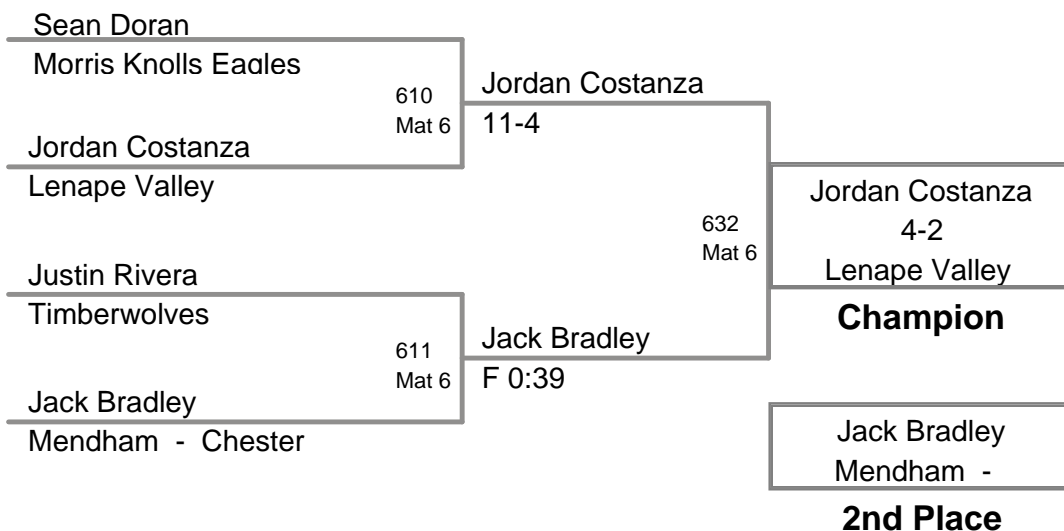 Sean Doran
Morris Knolls Eagles
610
Mat 6
Jordan Costanza
11-4
Jordan Costanza
Lenape Valley
632
Mat 6
Jordan Costanza
4-2
Lenape Valley
Champion
Justin Rivera
Timberwolves
611
Mat 6
Jack Bradley
F 0:39
Jack Bradley
Mendham - Chester
Jack Bradley
Mendham -
2nd Place